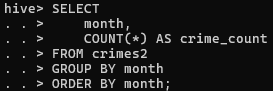 hive> SELECT
. . >     month,
. . >     COUNT(*) AS crime_count
. . > FROM crimes2
. . > GROUP BY month
. . > ORDER BY month;